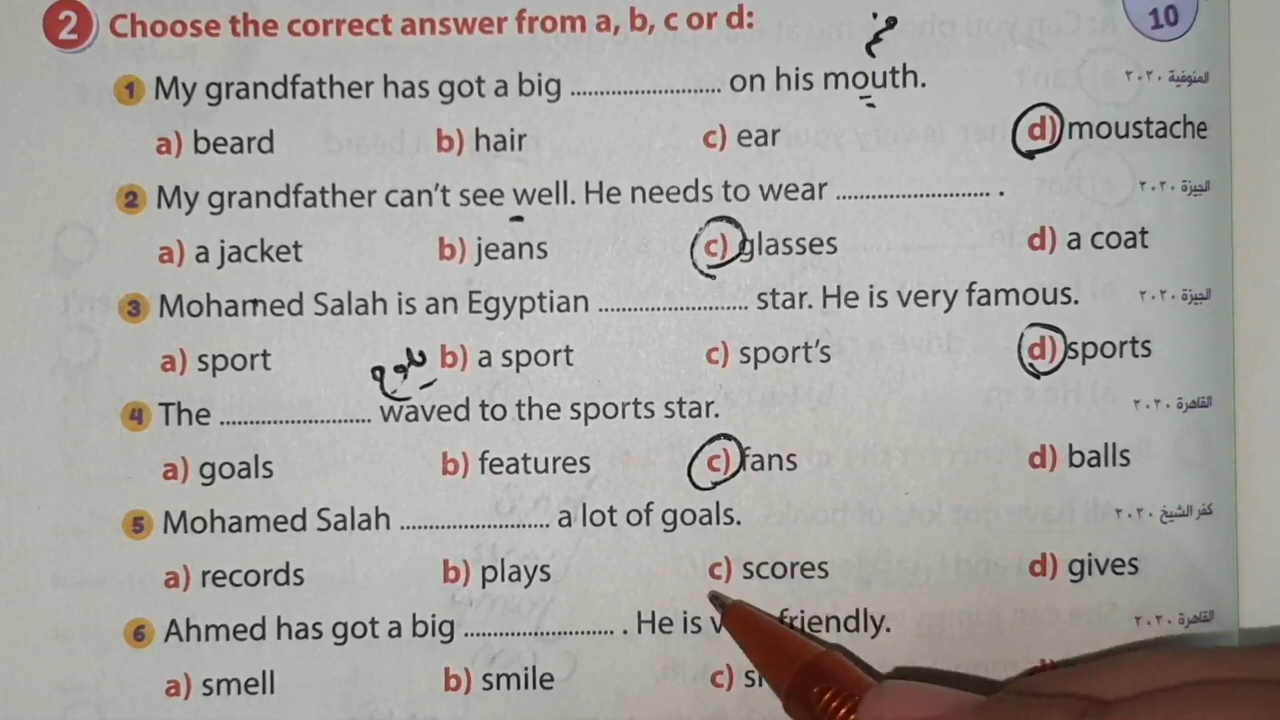 2 Choose the correct answer from a, b, c or d:
10
1 My grandfather has got a big ........................ on his mouth. المنوفية ٢٠٢٠
a) beard b) hair c) ear d) moustache
2 My grandfather can't see well. He needs to wear ........................ . الجيزة ٢٠٢٠
a) a jacket b) jeans c) glasses d) a coat
3 Mohamed Salah is an Egyptian ........................ star. He is very famous. الجيزة ٢٠٢٠
a) sport b) a sport c) sport's d) sports
4 The ........................ waved to the sports star. القاهرة ٢٠٢٠
a) goals b) features c) fans d) balls
5 Mohamed Salah ........................ a lot of goals. كفر الشيخ ٢٠٢٠
a) records b) plays c) scores d) gives
6 Ahmed has got a big ........................ . He is friendly. القاهرة ٢٠٢٠
a) smell b) smile c)